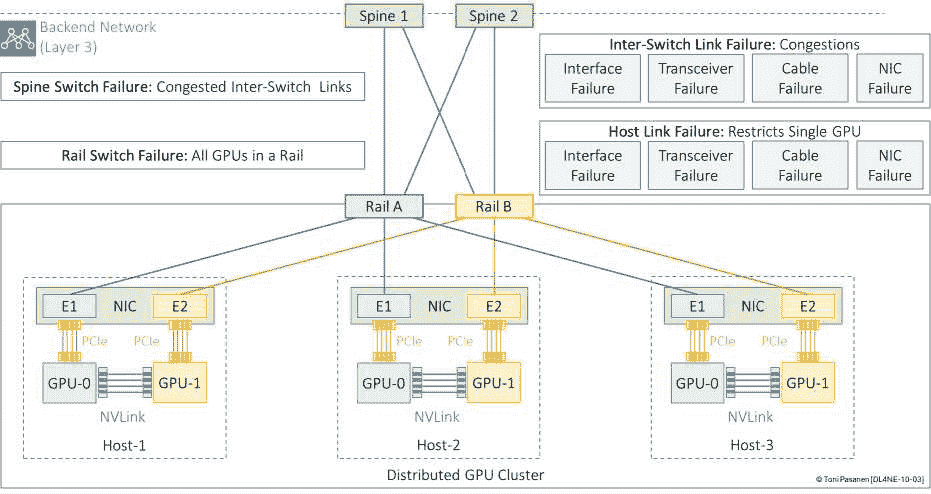 Spine 1
Spine 2
Backend Network
(Layer 3)
Inter-Switch Link Failure: Congestions
Interface
Failure
Transceiver
Failure
Cable
Failure
NIC
Failure
Spine Switch Failure: Congested Inter-Switch Links
Host Link Failure: Restricts Single GPU
Interface
Failure
Transceiver
Failure
Cable
Failure
NIC
Failure
Rail Switch Failure: All GPUs in a Rail
Rail A
Rail B
E1
NIC
E2
PCIe
PCIe
GPU-0
GPU-1
NVLink
Host-1
E1
NIC
E2
PCIe
PCIe
GPU-0
GPU-1
NVLink
Host-2
E1
NIC
E2
PCIe
PCIe
GPU-0
GPU-1
NVLink
Host-3
Distributed GPU Cluster
© Toni Pasanen [DL4NE-10-03]